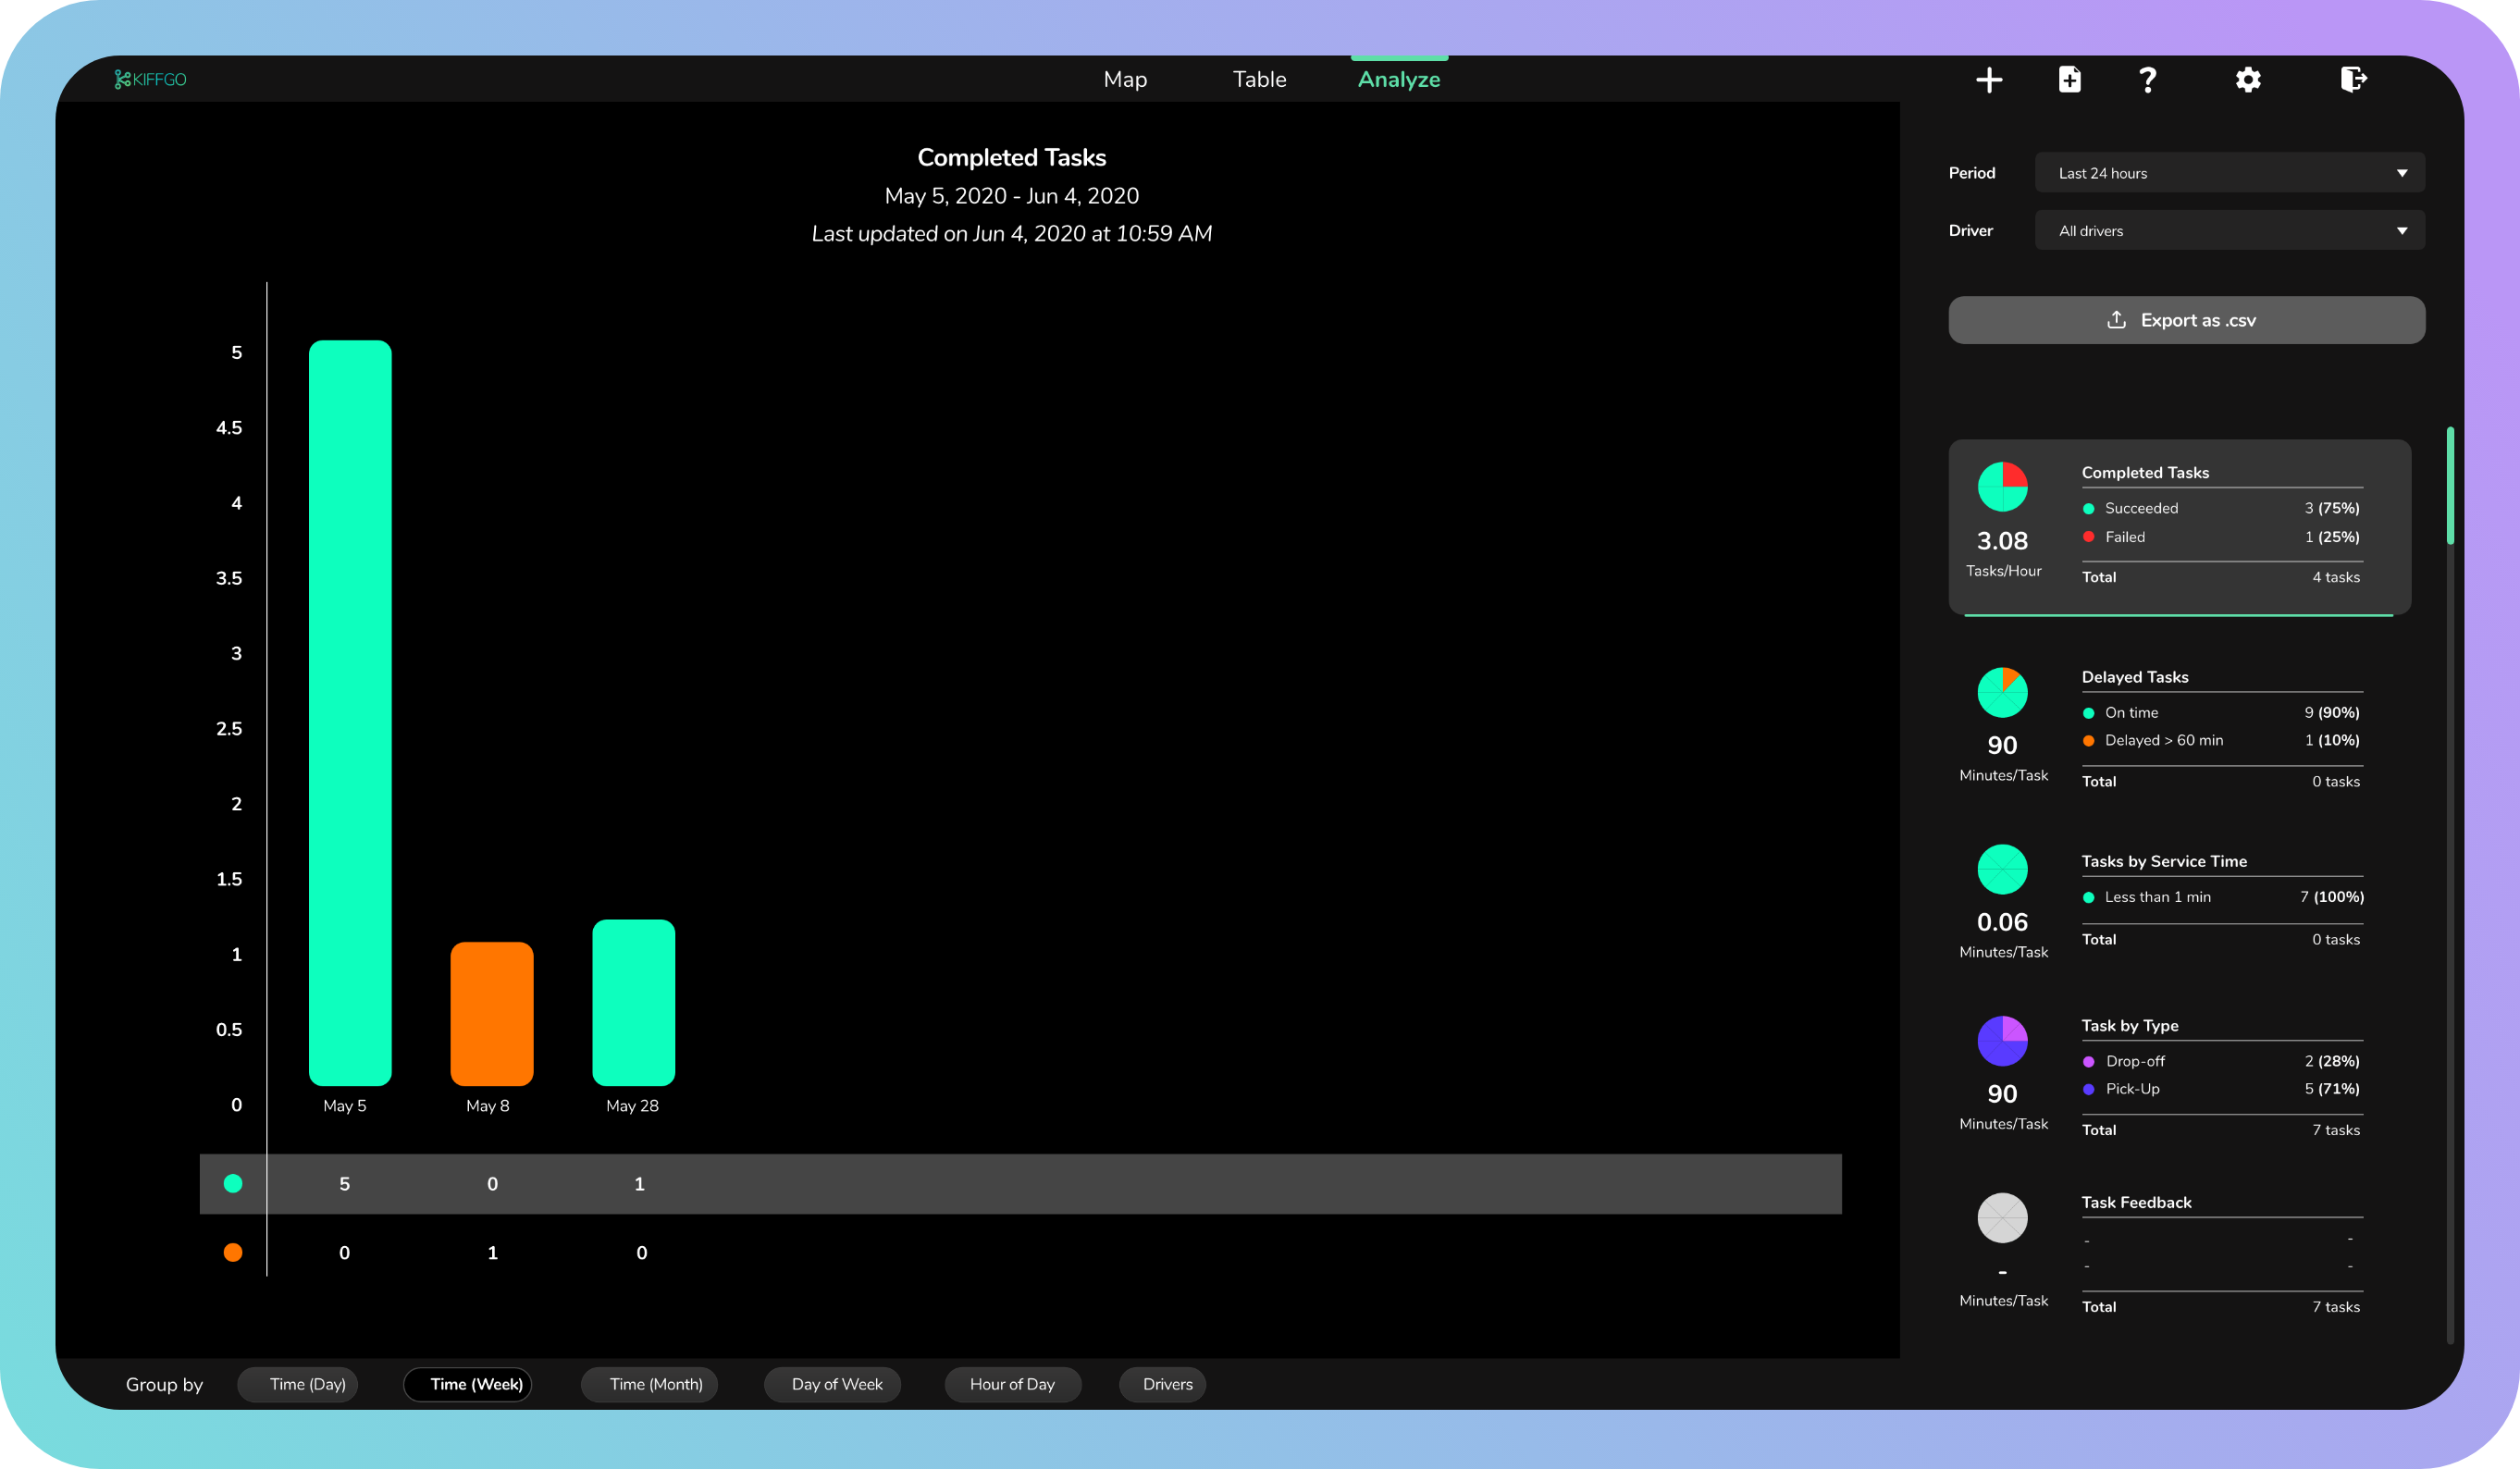 KIFFGO
Map Table Analyze
Completed Tasks
May 5, 2020 - Jun 4, 2020
Last updated on Jun 4, 2020 at 10:59 AM
5
4.5
4
3.5
3
2.5
2
1.5
1
0.5
0
May 5 May 8 May 28
5 0 1
0 1 0
Group by Time (Day) Time (Week) Time (Month) Day of Week Hour of Day Drivers
Period Last 24 hours
Driver All drivers
Export as .csv
3.08
Tasks/Hour
Completed Tasks
Succeeded 3 (75%)
Failed 1 (25%)
Total 4 tasks
90
Minutes/Task
Delayed Tasks
On time 9 (90%)
Delayed > 60 min 1 (10%)
Total 0 tasks
0.06
Minutes/Task
Tasks by Service Time
Less than 1 min 7 (100%)
Total 0 tasks
90
Minutes/Task
Task by Type
Drop-off 2 (28%)
Pick-Up 5 (71%)
Total 7 tasks
-
Minutes/Task
Task Feedback
- -
- -
Total 7 tasks